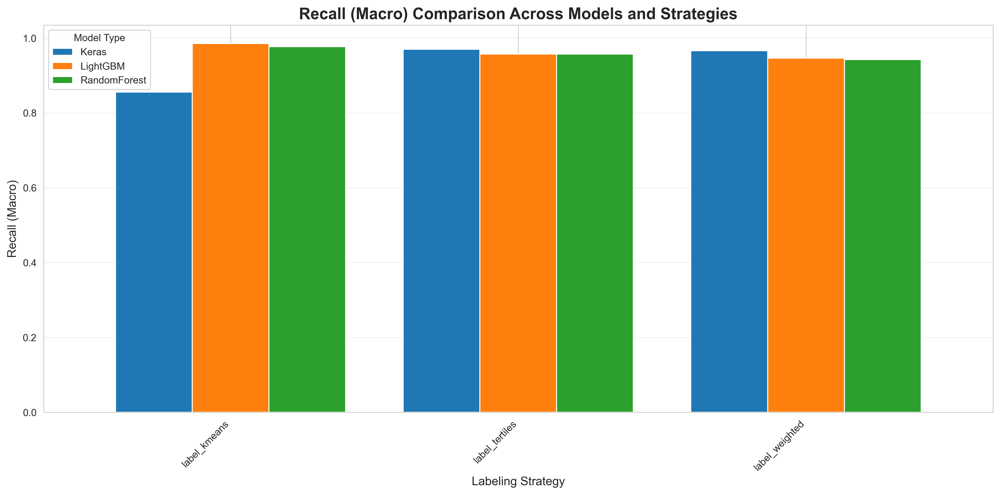 Recall (Macro) Comparison Across Models and Strategies
Model Type
Keras
LightGBM
RandomForest
1.0
0.8
0.6
0.4
0.2
0.0
Recall (Macro)
label_kmeans
label_tertiles
label_weighted
Labeling Strategy